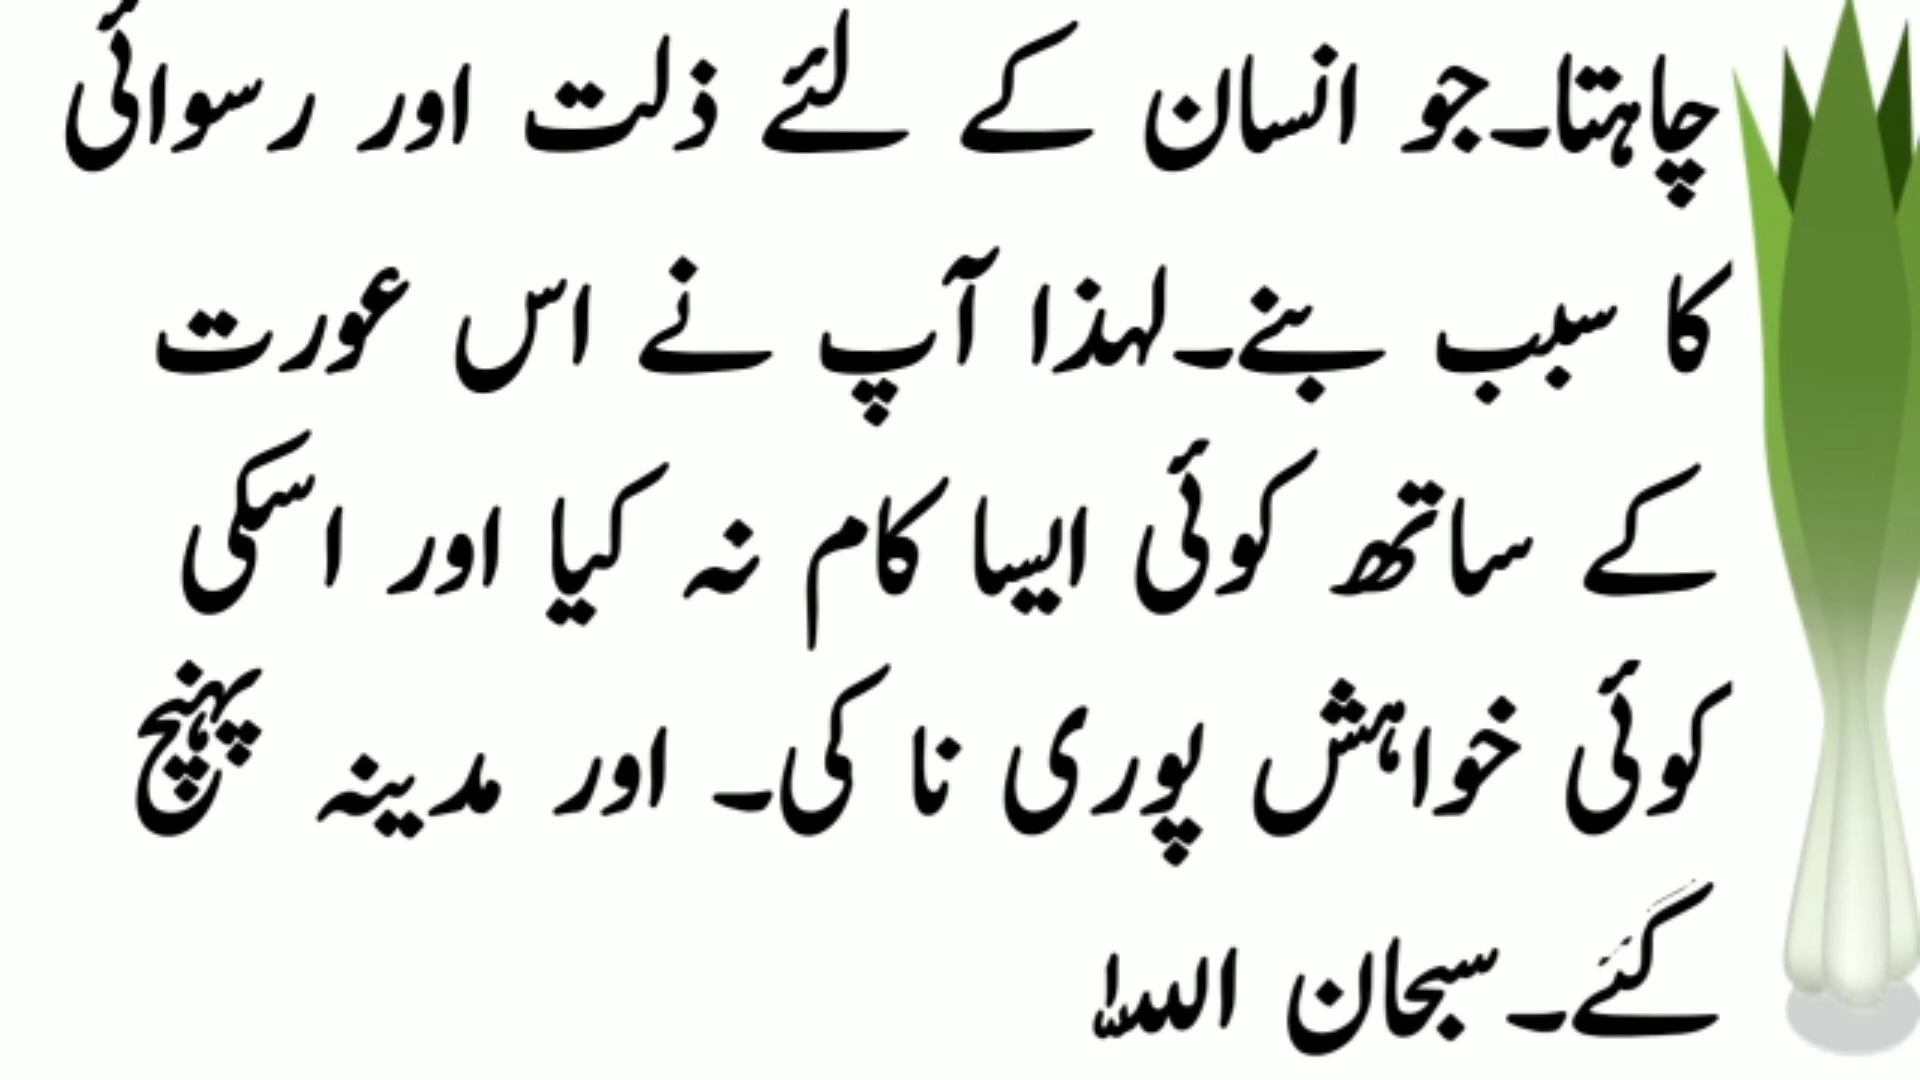 چاہتا۔جو انسان کے لئے ذلت اور رسوائی
کا سبب بنے۔لہذا آپ نے اس عورت
کے ساتھ کوئی ایسا کام نہ کیا اور اسکی
کوئی خواہش پوری نا کی۔ اور مدینہ پہنچ
گئے۔سبحان اللہ